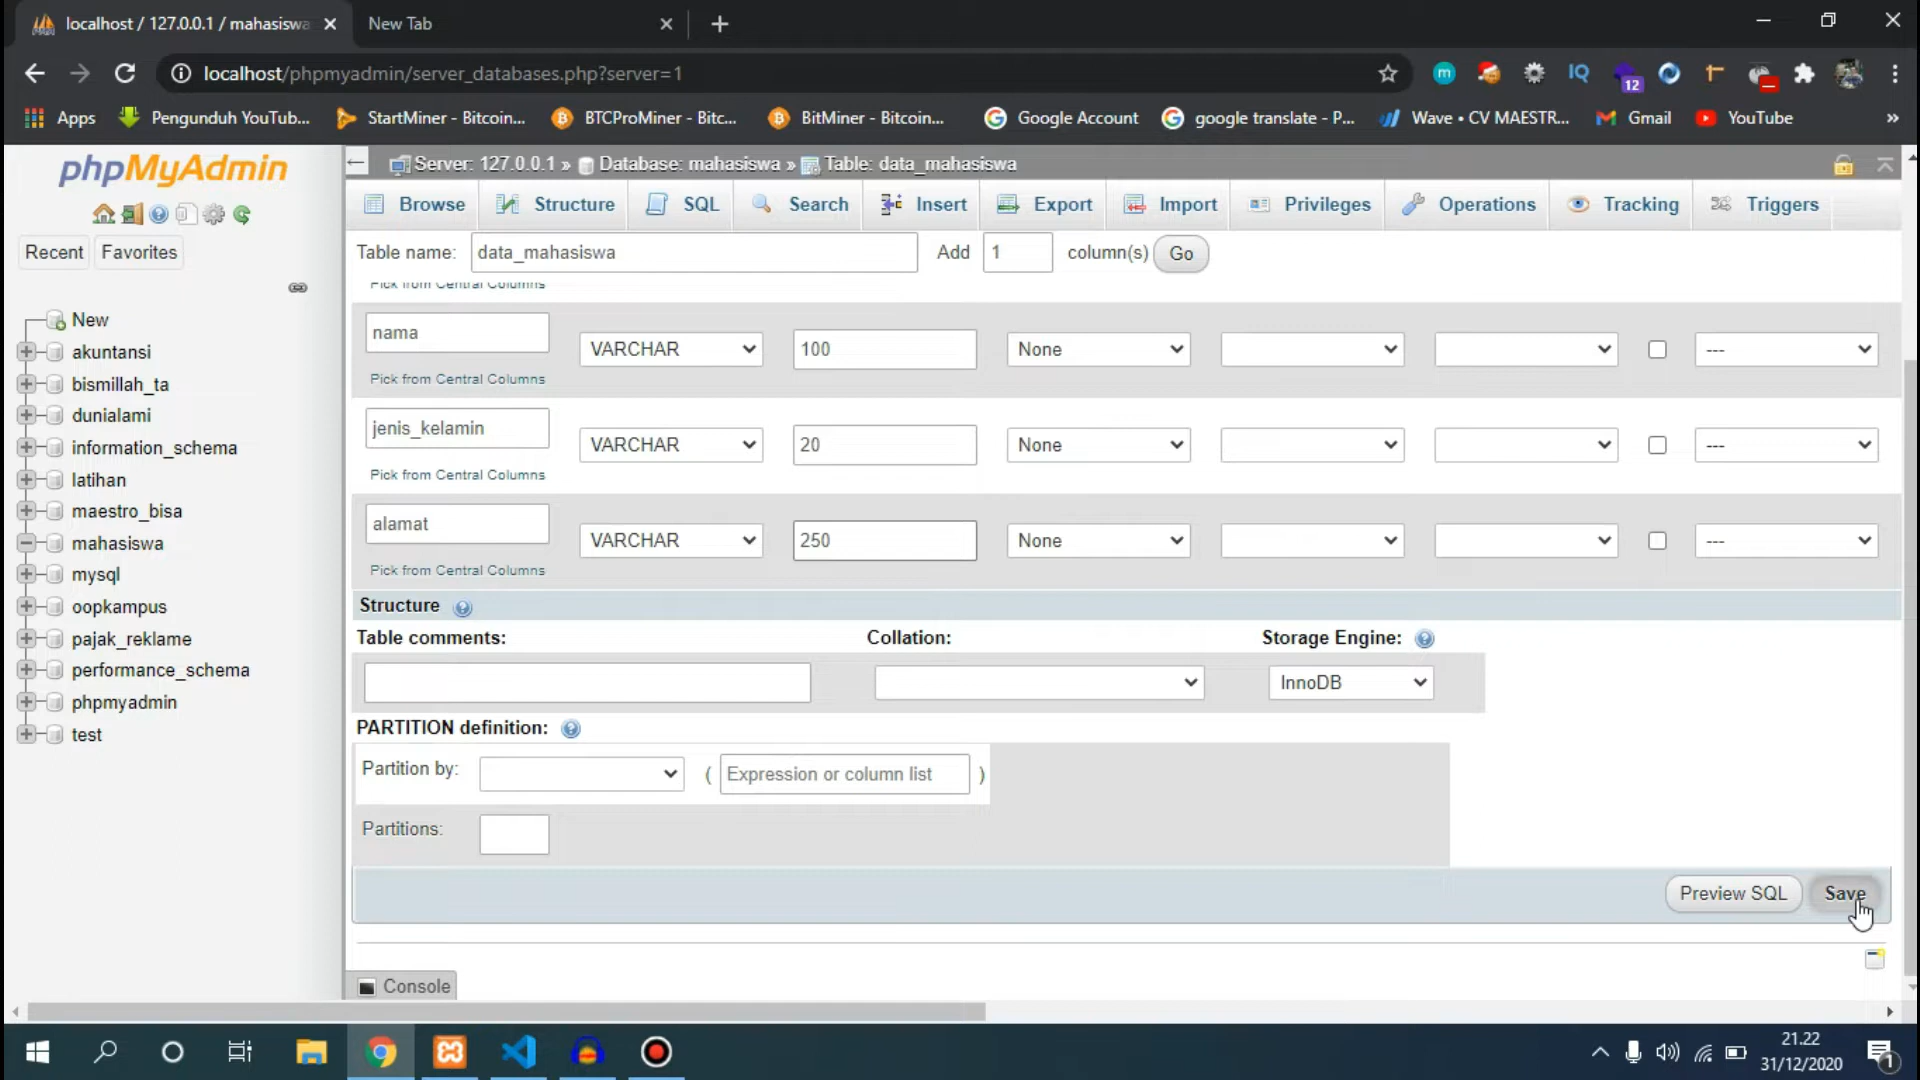 localhost / 127.0.0.1 / mahasiswa
New Tab
localhost/phpmyadmin/server_databases.php?server=1
12
Apps
Pengunduh YouTub...
StartMiner - Bitcoin...
BTCProMiner - Bitc...
BitMiner - Bitcoin...
Google Account
google translate - P...
Wave • CV MAESTR...
Gmail
YouTube
phpMyAdmin
Server: 127.0.0.1 » Database: mahasiswa » Table: data_mahasiswa
Browse
Structure
SQL
Search
Insert
Export
Import
Privileges
Operations
Tracking
Triggers
Recent
Favorites
New
akuntansi
bismillah_ta
dunialami
information_schema
latihan
maestro_bisa
mahasiswa
mysql
oopkampus
pajak_reklame
performance_schema
phpmyadmin
test
Table name: data_mahasiswa Add 1 column(s) Go
Pick from Central Columns
nama VARCHAR 100 None ---
Pick from Central Columns
jenis_kelamin VARCHAR 20 None ---
Pick from Central Columns
alamat VARCHAR 250 None ---
Pick from Central Columns
Structure
Table comments: Collation: Storage Engine:
InnoDB
PARTITION definition:
Partition by: ( Expression or column list )
Partitions:
Preview SQL Save
Console
21.22
31/12/2020
1